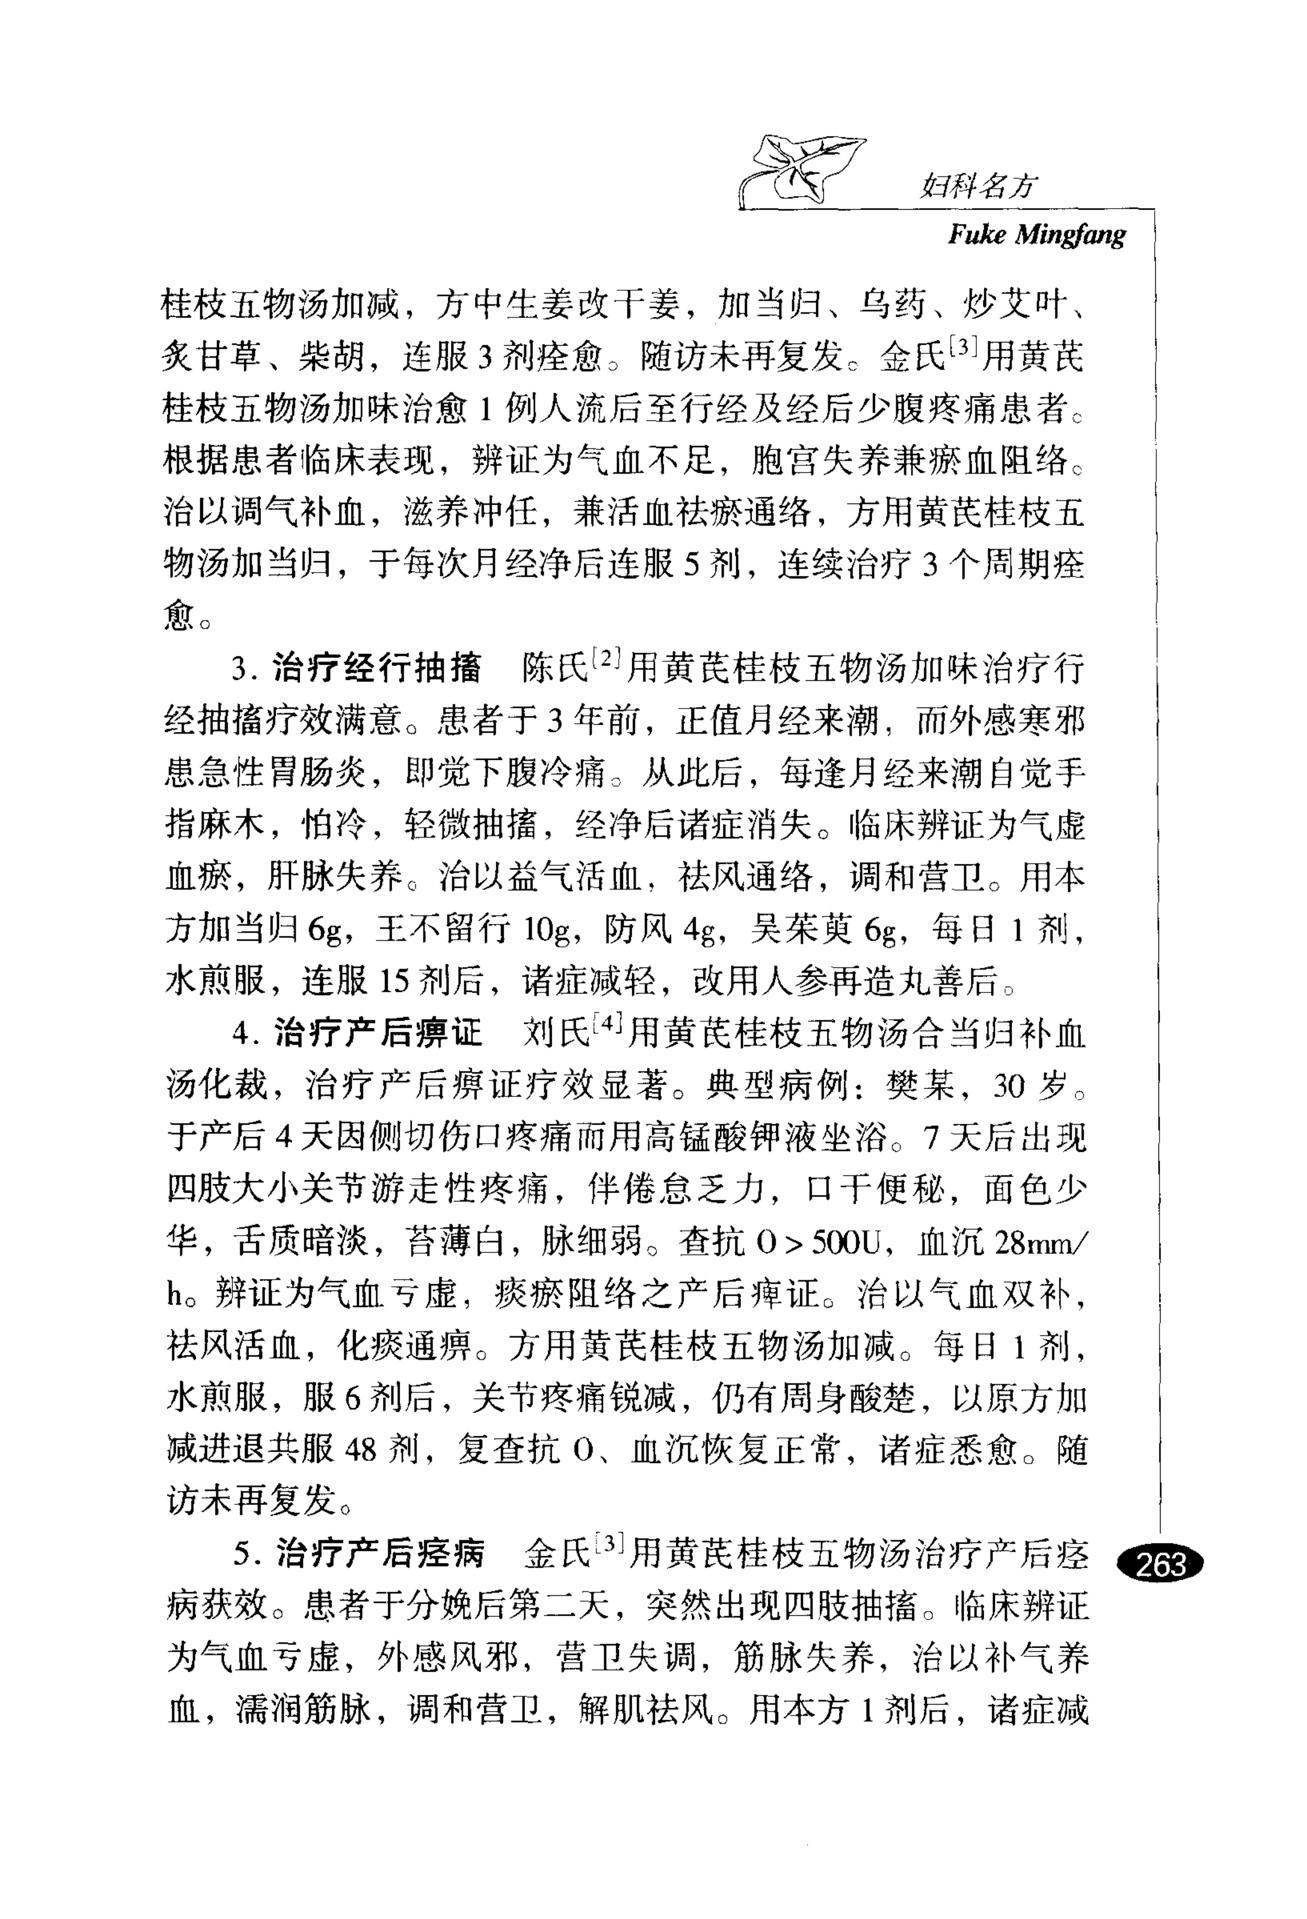 妇科名方
Fuke Mingfang
桂枝五物汤加减，方中生姜改干姜，加当归、乌药、炒艾叶、
炙甘草、柴胡，连服3剂痊愈。随访未再复发。金氏[3]用黄芪
桂枝五物汤加味治愈1例人流后至行经及经后少腹疼痛患者。
根据患者临床表现，辨证为气血不足，胞宫失养兼瘀血阻络。
治以调气补血，滋养冲任，兼活血祛瘀通络，方用黄芪桂枝五
物汤加当归，于每次月经净后连服5剂，连续治疗3个周期痊
愈。
3. 治疗经行抽搐　陈氏[2]用黄芪桂枝五物汤加味治疗行
经抽搐疗效满意。患者于3年前，正值月经来潮，而外感寒邪
患急性胃肠炎，即觉下腹冷痛。从此后，每逢月经来潮自觉手
指麻木，怕冷，轻微抽搐，经净后诸症消失。临床辨证为气虚
血瘀，肝脉失养。治以益气活血，祛风通络，调和营卫。用本
方加当归6g，王不留行10g，防风4g，吴茱萸6g，每日1剂，
水煎服，连服15剂后，诸症减轻，改用人参再造丸善后。
4. 治疗产后痹证　刘氏[4]用黄芪桂枝五物汤合当归补血
汤化裁，治疗产后痹证疗效显著。典型病例：樊某，30岁。
于产后4天因侧切伤口疼痛而用高锰酸钾液坐浴。7天后出现
四肢大小关节游走性疼痛，伴倦怠乏力，口干便秘，面色少
华，舌质暗淡，苔薄白，脉细弱。查抗O>500U，血沉28mm/
h。辨证为气血亏虚，痰瘀阻络之产后痺证。治以气血双补，
祛风活血，化痰通痹。方用黄芪桂枝五物汤加减。每日1剂，
水煎服，服6剂后，关节疼痛锐减，仍有周身酸楚，以原方加
减进退共服48剂，复查抗O、血沉恢复正常，诸症悉愈。随
访未再复发。
5. 治疗产后痉病　金氏[3]用黄芪桂枝五物汤治疗产后痉
病获效。患者于分娩后第二天，突然出现四肢抽搐。临床辨证
为气血亏虚，外感风邪，营卫失调，筋脉失养，治以补气养
血，濡润筋脉，调和营卫，解肌祛风。用本方1剂后，诸症减
263